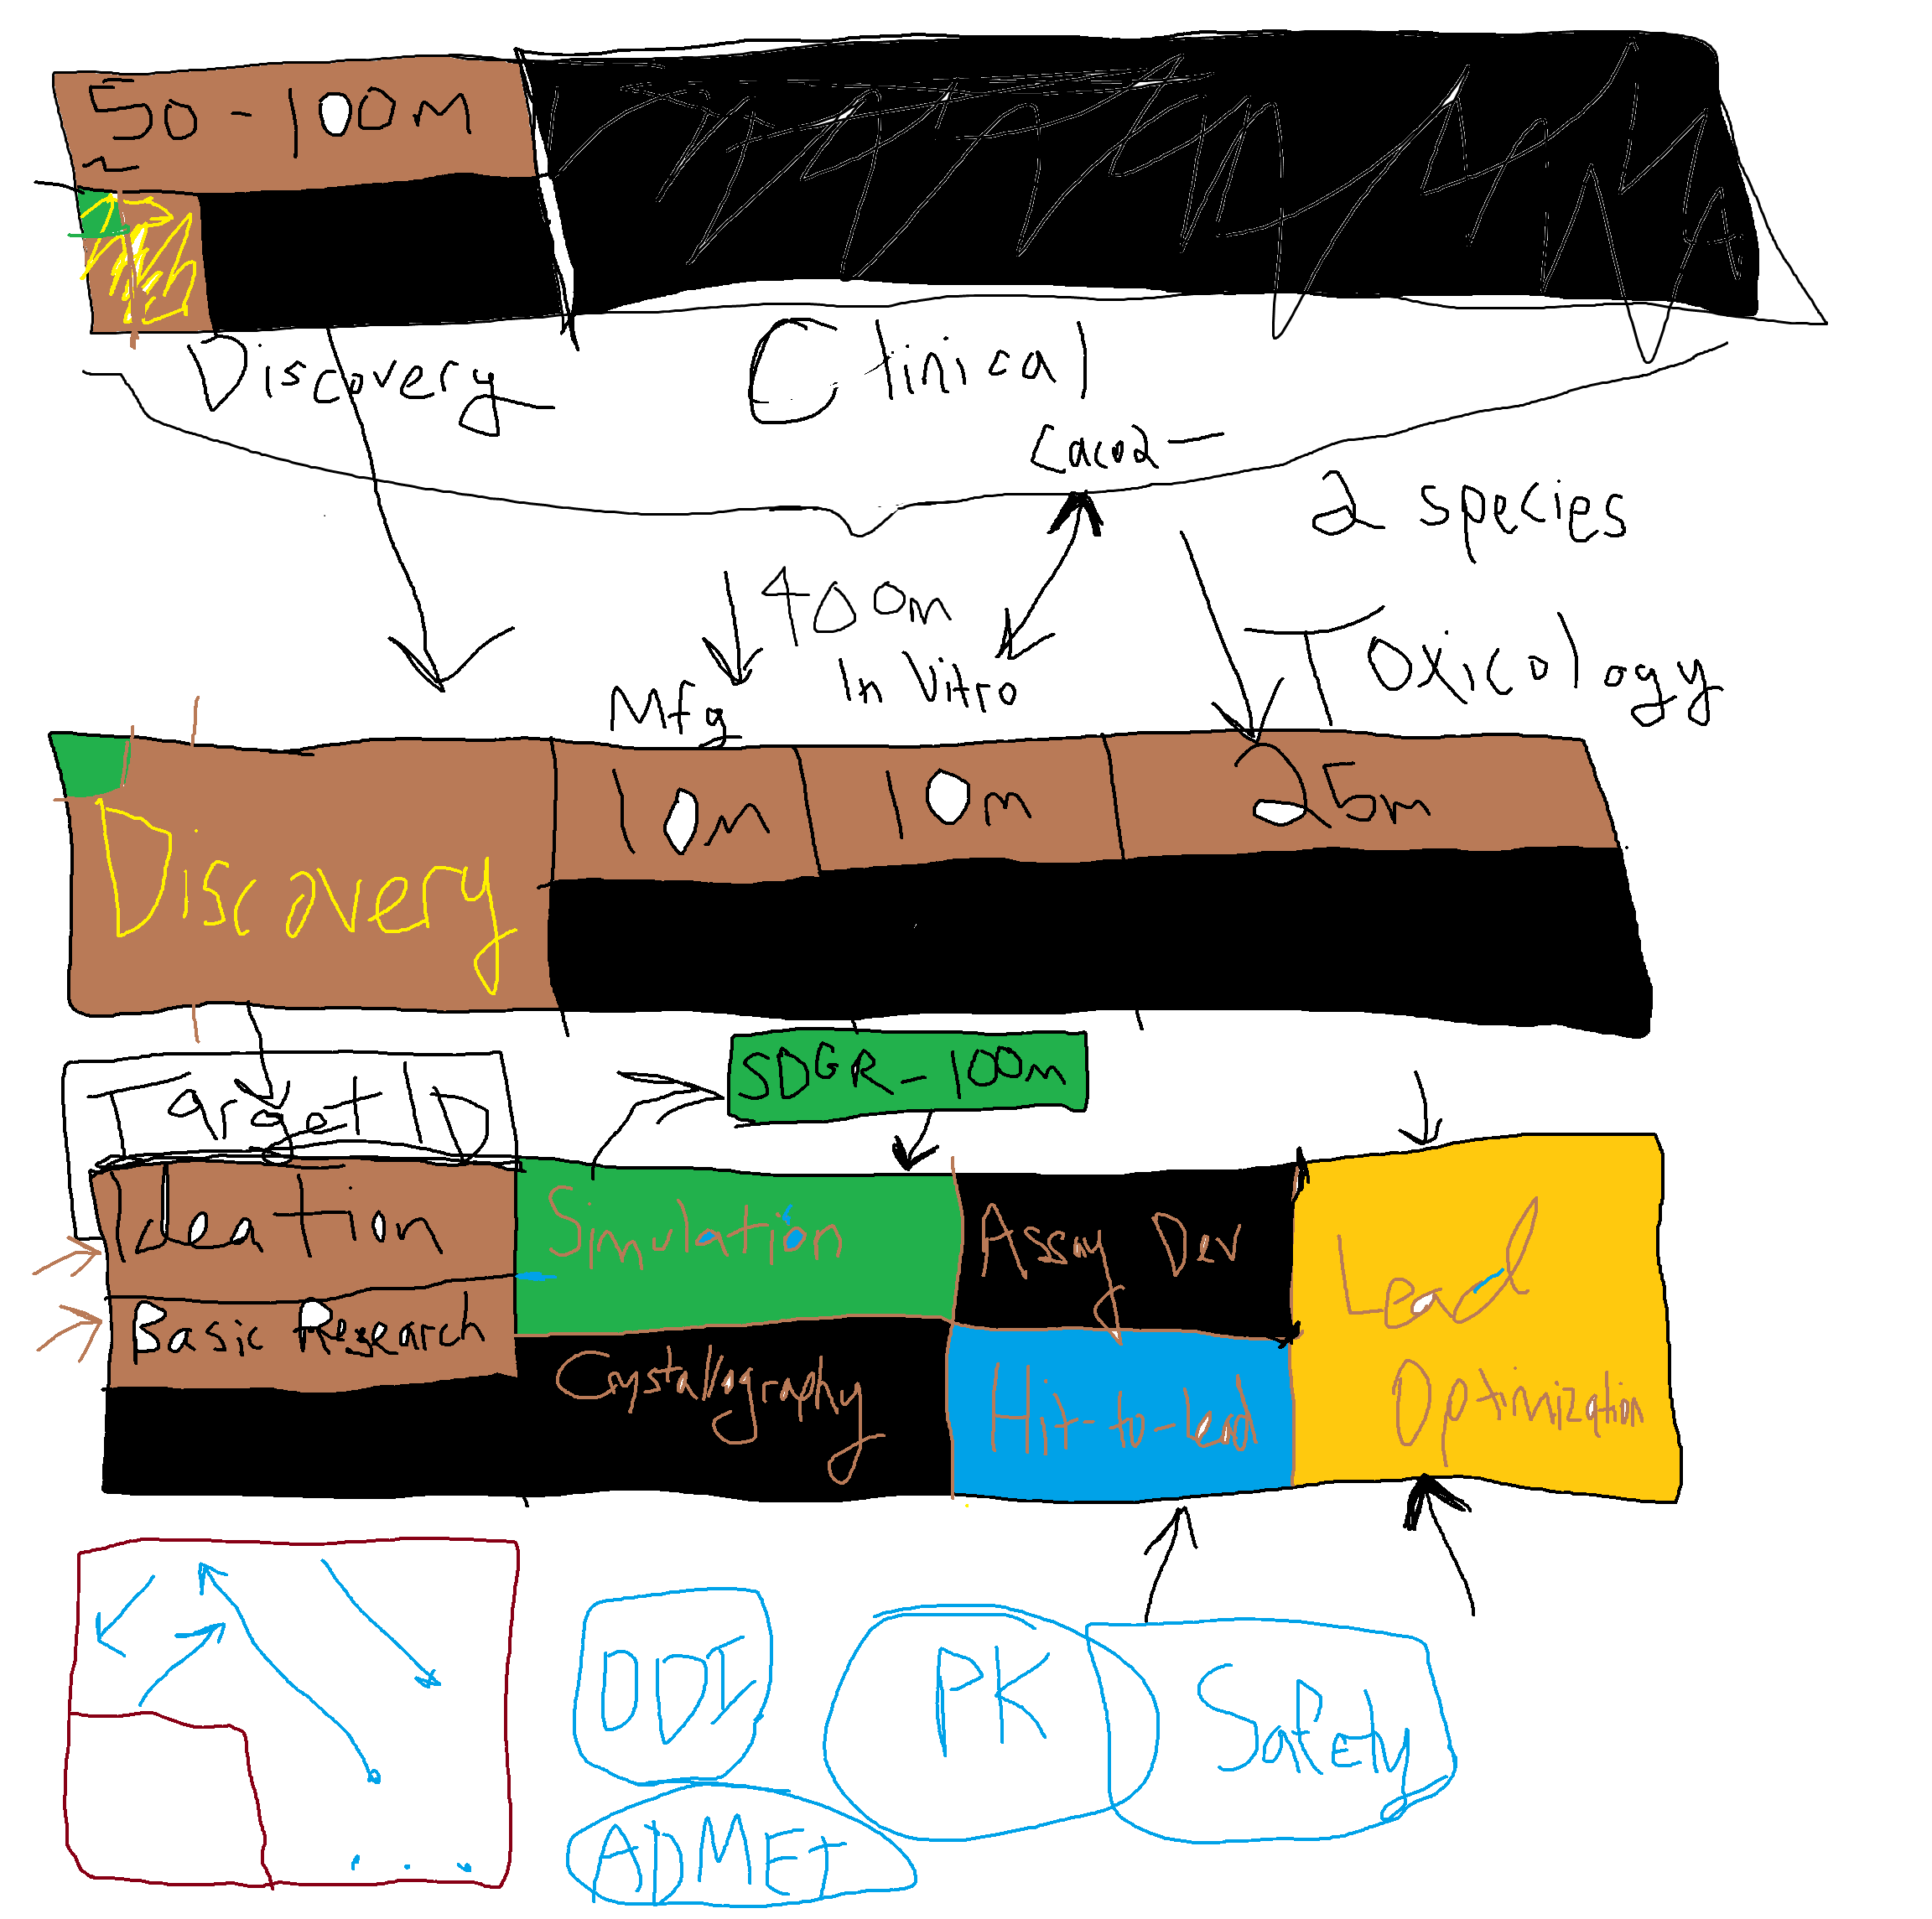 50-100m
Discovery
Clinical
Caco2-
2 species
400m
Toxicology
In Vitro
Mfg
10m
10m
25m
Discovery
SDGR-100m
Target ID
Ideation
Simulation
Assay Dev
Lead
Optimization
Basic Research
Crystallography
Hit-to-lead
DDI
PK
Safety
ADMET